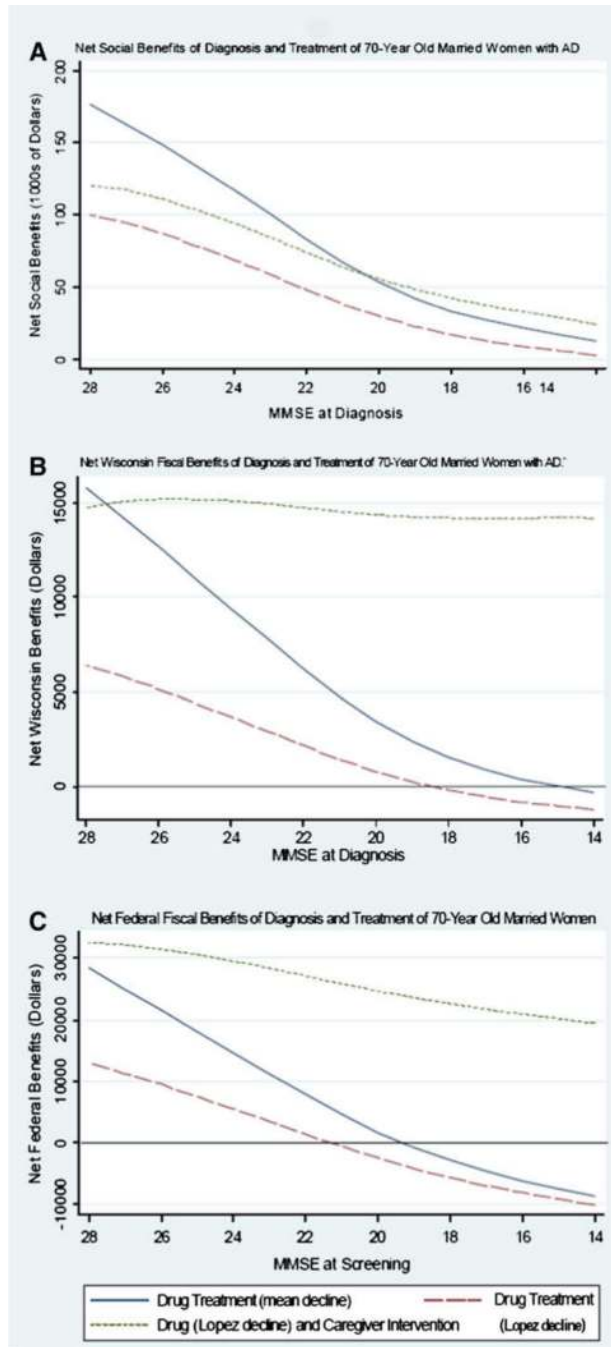 A
Net Social Benefits of Diagnosis and Treatment of 70-Year Old Married Women with AD
Net Social Benefits (1000s of Dollars)
200
150
100
50
0
28 26 24 22 20 18 16 14
MMSE at Diagnosis
B
Net Wisconsin Fiscal Benefits of Diagnosis and Treatment of 70-Year Old Married Women with AD.
Net Wisconsin Benefits (Dollars)
15000
10000
5000
0
28 26 24 22 20 18 16 14
MMSE at Diagnosis
C
Net Federal Fiscal Benefits of Diagnosis and Treatment of 70-Year Old Married Women
Net Federal Benefits (Dollars)
30000
20000
10000
0
-10000
28 26 24 22 20 18 16 14
MMSE at Screening
Drug Treatment (mean decline) Drug Treatment
Drug (Lopez decline) and Caregiver Intervention (Lopez decline)